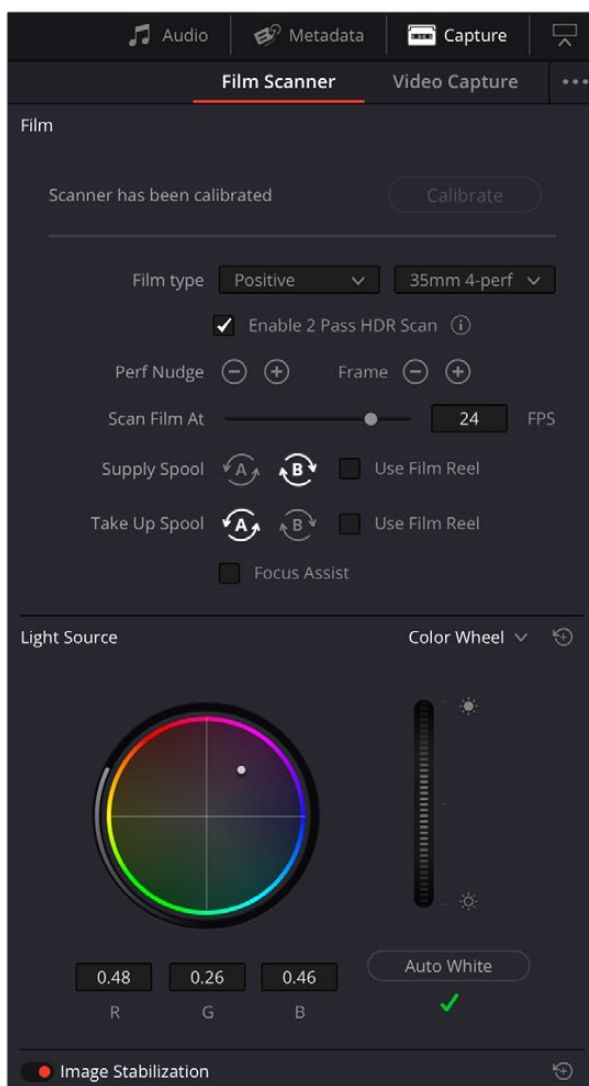 Audio Metadata Capture
Film Scanner Video Capture
Film
Scanner has been calibrated Calibrate
Film type Positive 35mm 4-perf
Enable 2 Pass HDR Scan
Perf Nudge Frame
Scan Film At 24 FPS
Supply Spool A B Use Film Reel
Take Up Spool A B Use Film Reel
Focus Assist
Light Source Color Wheel
0.48 0.26 0.46 Auto White
R G B
Image Stabilization